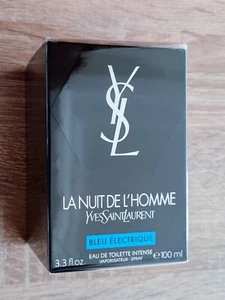 YSL
LA NUIT DE L'HOMME
YVES SAINT LAURENT
BLEU ÉLECTRIQUE
EAU DE TOILETTE INTENSE
VAPORISATEUR - SPRAY
3.3 fl.oz e 100 ml